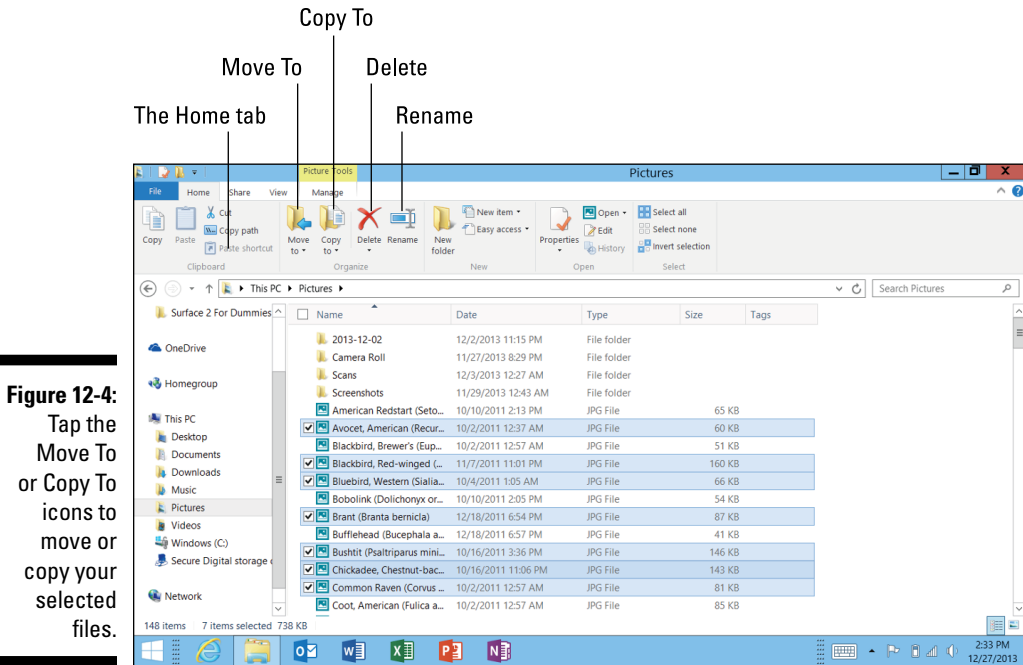 Copy To
Move To
Delete
The Home tab
Rename
Picture Tools
Pictures
File Home Share View Manage
Copy
Paste
Cut
Copy path
Paste shortcut
Clipboard
Move to
Copy to
Delete
Rename
Organize
New folder
New item
Easy access
New
Properties
Open
Edit
History
Open
Select all
Select none
Invert selection
Select
This PC Pictures
Search Pictures
Surface 2 For Dummies
OneDrive
Homegroup
This PC
Desktop
Documents
Downloads
Music
Pictures
Videos
Windows (C:)
Secure Digital storage
Network
Name Date Type Size Tags
2013-12-02 12/2/2013 11:15 PM File folder
Camera Roll 11/27/2013 8:29 PM File folder
Scans 12/3/2013 12:27 AM File folder
Screenshots 11/29/2013 12:43 AM File folder
American Redstart (Seto... 10/10/2011 2:13 PM JPG File 65 KB
Avocet, American (Recur... 10/2/2011 12:37 AM JPG File 60 KB
Blackbird, Brewer's (Eup... 10/2/2011 12:57 AM JPG File 51 KB
Blackbird, Red-winged (... 11/7/2011 11:01 PM JPG File 160 KB
Bluebird, Western (Sialia... 10/4/2011 1:05 AM JPG File 66 KB
Bobolink (Dolichonyx or... 10/10/2011 2:05 PM JPG File 54 KB
Brant (Branta bernicla) 12/18/2011 6:54 PM JPG File 87 KB
Bufflehead (Bucephala a... 12/18/2011 6:57 PM JPG File 41 KB
Bushtit (Psaltriparus mini... 10/16/2011 3:36 PM JPG File 146 KB
Chickadee, Chestnut-bac... 10/16/2011 11:06 PM JPG File 143 KB
Common Raven (Corvus ... 10/2/2011 12:57 AM JPG File 81 KB
Coot, American (Fulica a... 10/2/2011 12:57 AM JPG File 85 KB
148 items 7 items selected 738 KB
2:33 PM
12/27/2013
Figure 12-4:
Tap the
Move To
or Copy To
icons to
move or
copy your
selected
files.